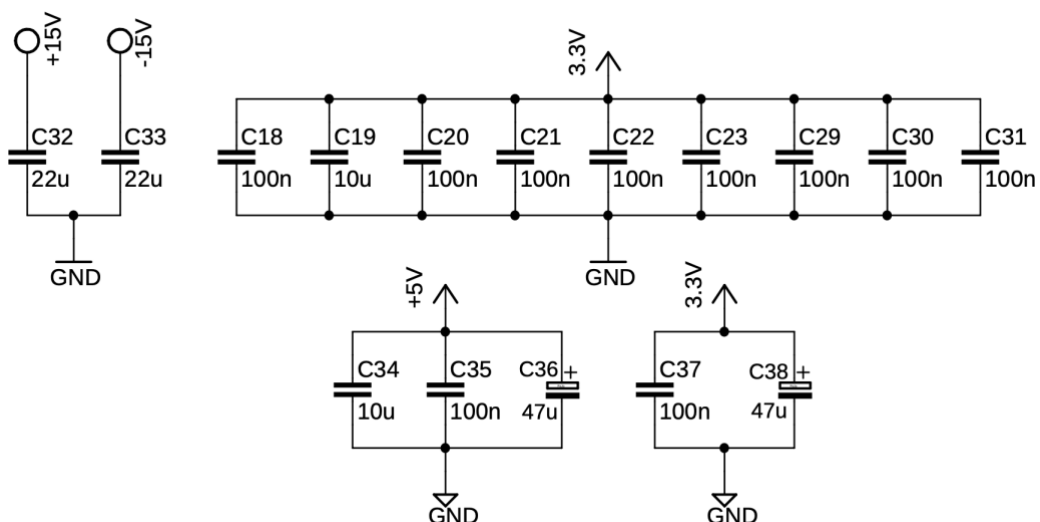 +15V
-15V
3.3V
C32
C33
C18
C19
C20
C21
C22
C23
C29
C30
C31
22u
22u
100n
10u
100n
100n
100n
100n
100n
100n
100n
GND
GND
+5V
3.3V
C34
C35
C36
+
C37
C38
+
10u
100n
47u
100n
47u
GND
GND